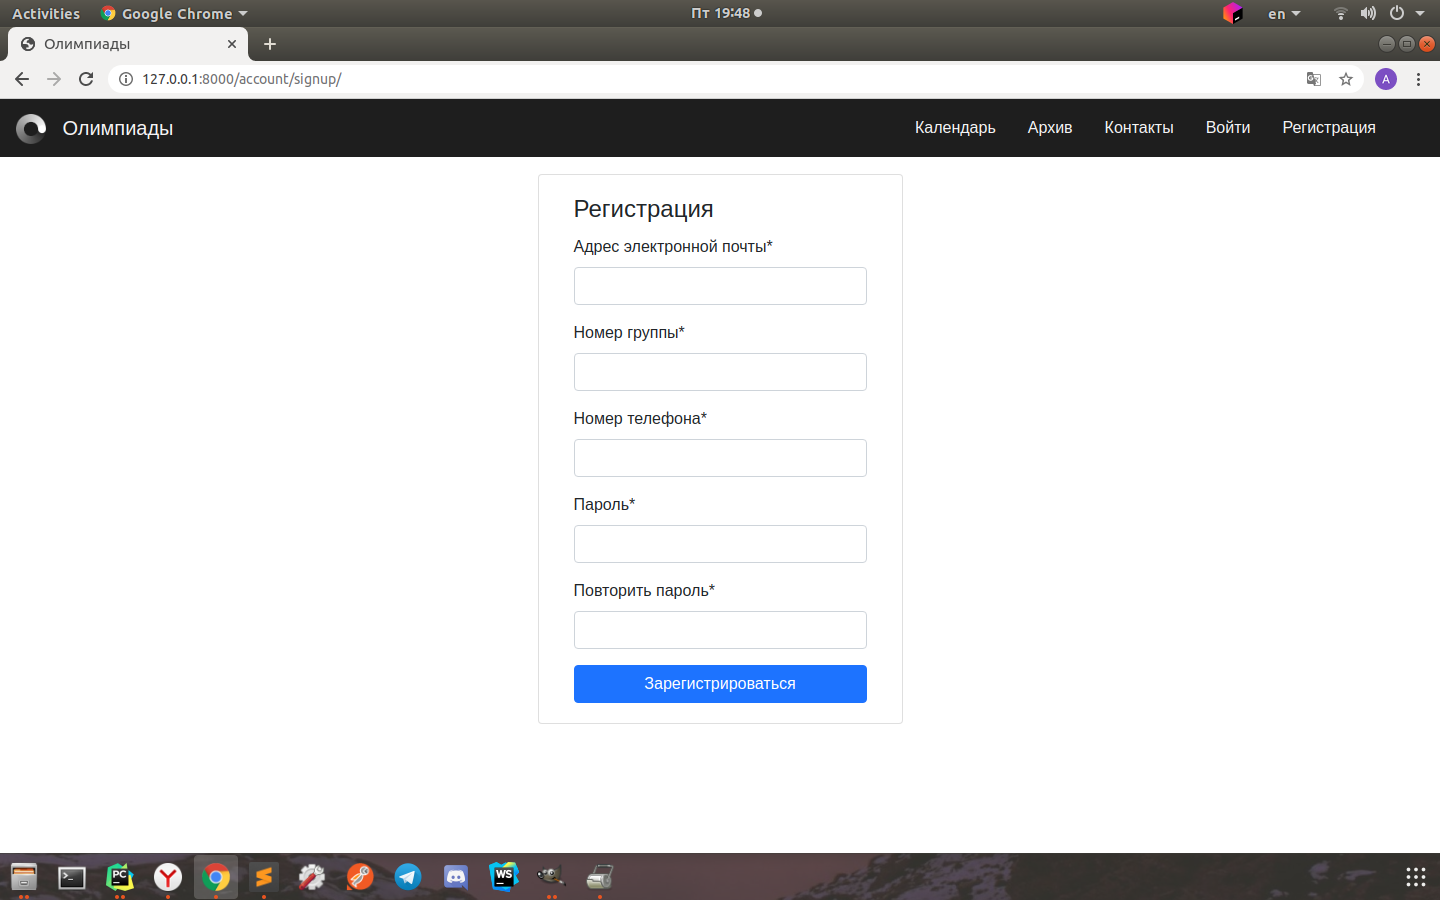 Activities Google Chrome Пт 19:48 en
Олимпиады
127.0.0.1:8000/account/signup/ A
Олимпиады Календарь Архив Контакты Войти Регистрация
Регистрация
Адрес электронной почты*
Номер группы*
Номер телефона*
Пароль*
Повторить пароль*
Зарегистрироваться
PC WS